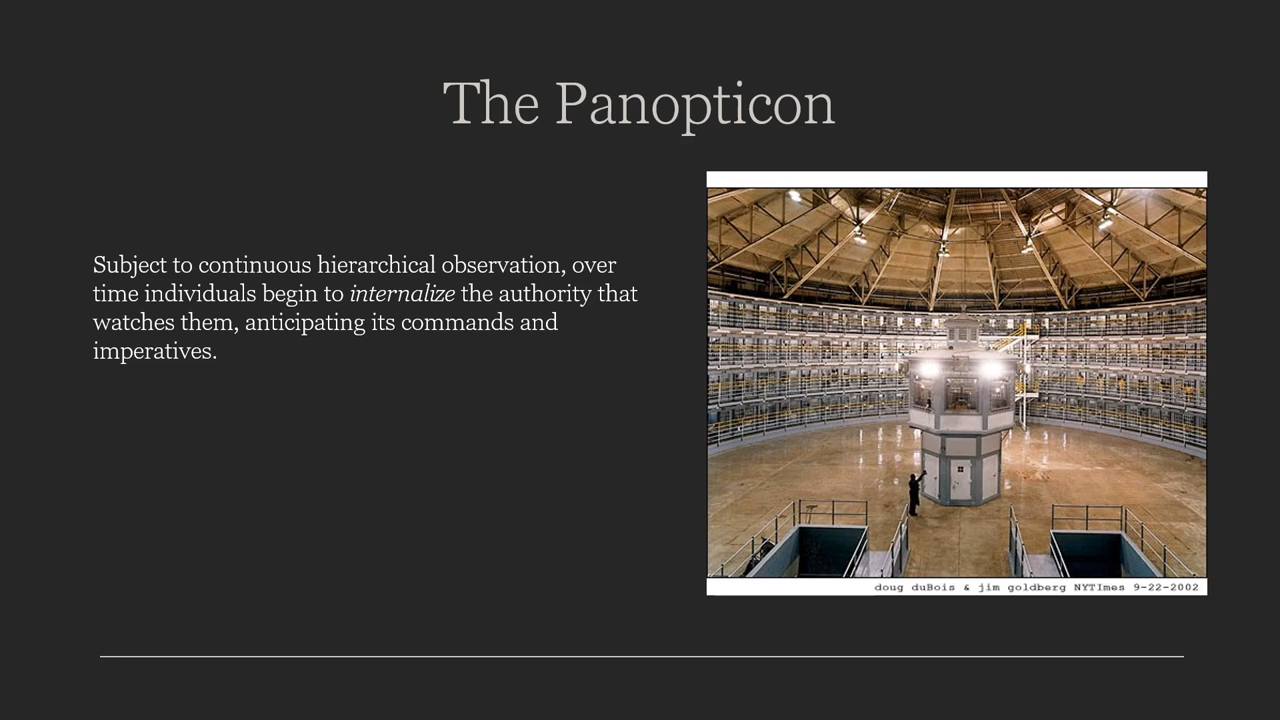 The Panopticon
Subject to continuous hierarchical observation, over
time individuals begin to internalize the authority that
watches them, anticipating its commands and
imperatives.
doug duBois & jim goldberg NYTImes 9-22-2002